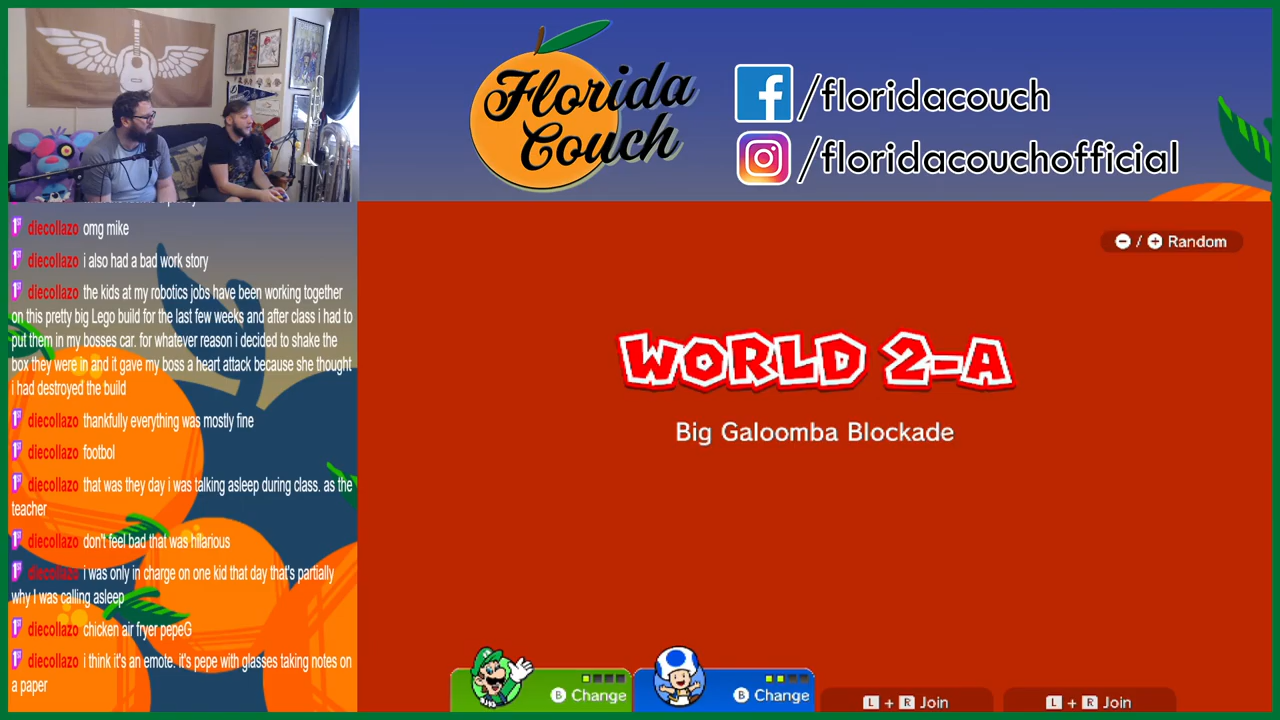 Florida
Couch
/floridacouch
/floridacouchofficial
diecollazo omg mike
diecollazo i also had a bad work story
diecollazo the kids at my robotics jobs have been working together
on this pretty big Lego build for the last few weeks and after class i had to
put them in my bosses car. for whatever reason i decided to shake the
box they were in and it gave my boss a heart attack because she thought
i had destroyed the build
diecollazo thankfully everything was mostly fine
diecollazo footbol
diecollazo that was they day i was talking asleep during class. as the
teacher
diecollazo don't feel bad that was hilarious
diecollazo i was only in charge on one kid that day that's partially
why I was calling asleep
diecollazo chicken air fryer pepeG
diecollazo i think it's an emote. it's pepe with glasses taking notes on
a paper
- / + Random
WORLD 2-A
Big Galoomba Blockade
B Change
B Change
L + R Join
L + R Join